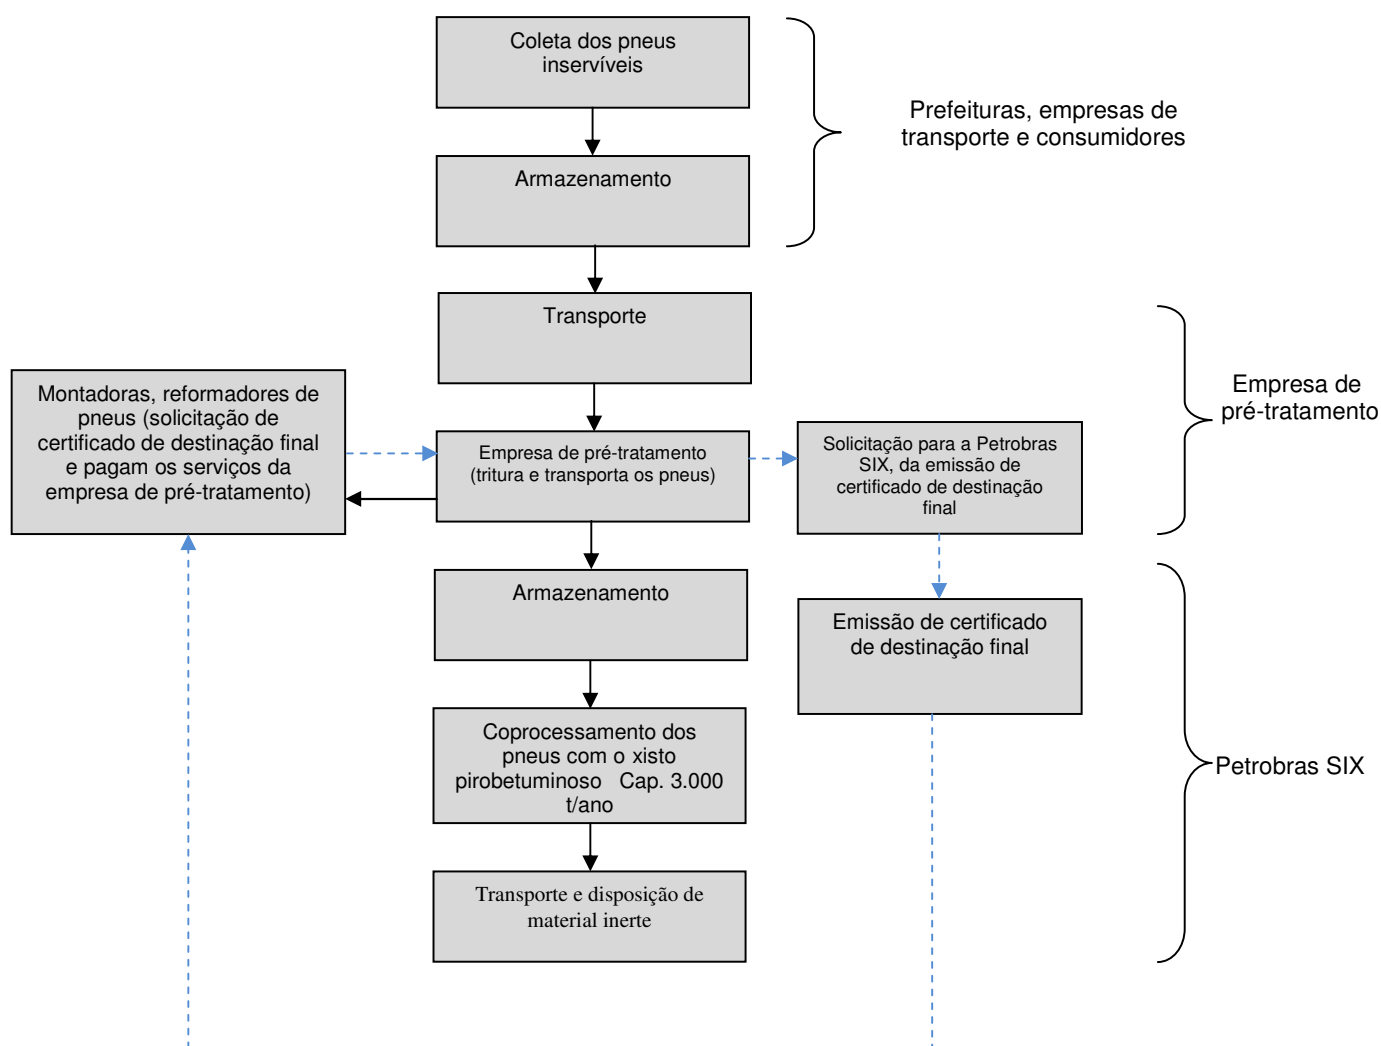 Coleta dos pneus
inservíveis
Prefeituras, empresas de
transporte e consumidores
Armazenamento
Transporte
Montadoras, reformadores de
pneus (solicitação de
certificado de destinação final
e pagam os serviços da
empresa de pré-tratamento)
Empresa de pré-tratamento
(tritura e transporta os pneus)
Solicitação para a Petrobras
SIX, da emissão de
certificado de destinação
final
Empresa de
pré-tratamento
Armazenamento
Emissão de certificado
de destinação final
Coprocessamento dos
pneus com o xisto
pirobetuminoso Cap. 3.000
t/ano
Petrobras SIX
Transporte e disposição de
material inerte